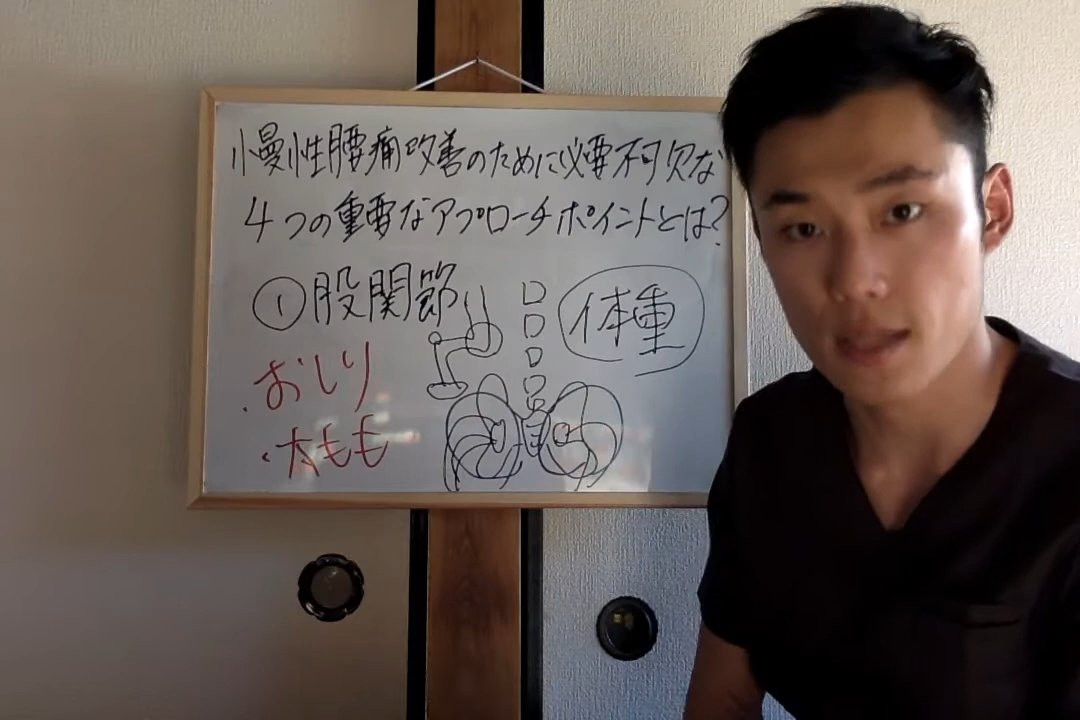 慢性腰痛改善のために必要不可欠な
4つの重要なアプローチポイントとは?
①股関節
体重
・おしり
・太もも